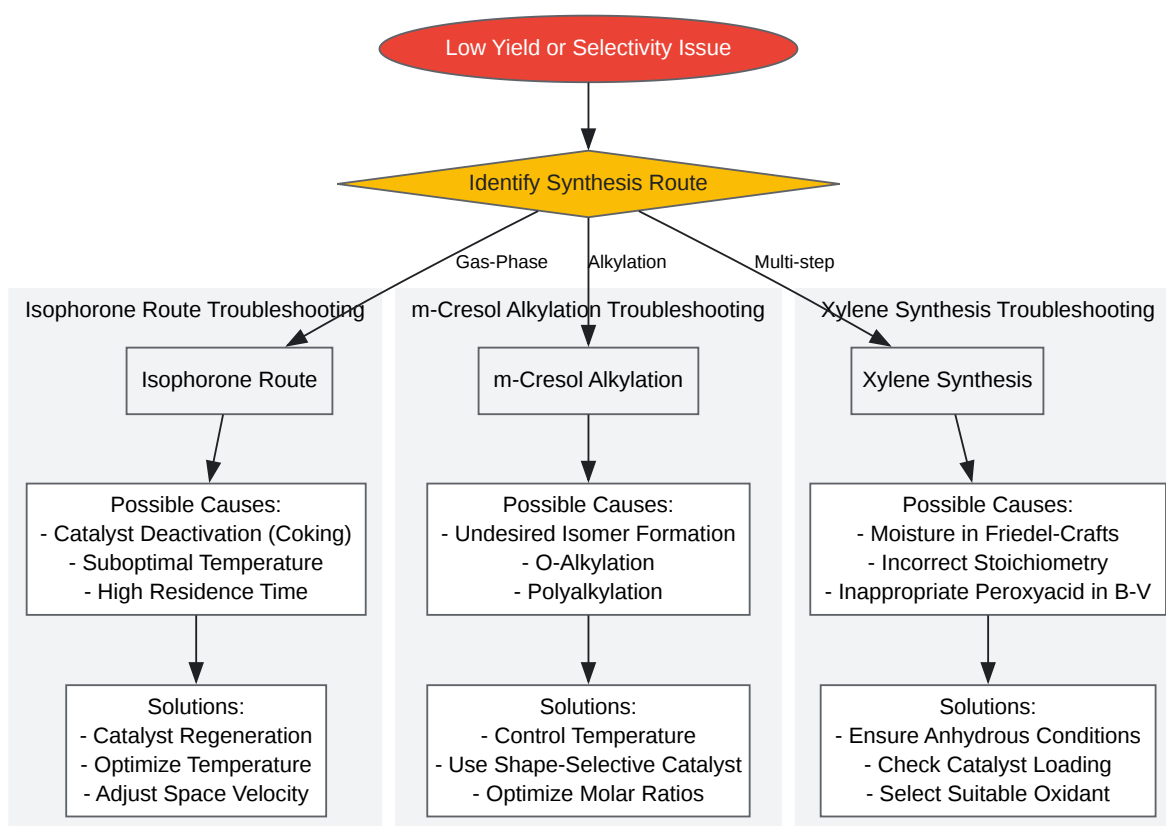 Low Yield or Selectivity Issue
Identify Synthesis Route
Gas-Phase
Alkylation
Multi-step
Isophorone Route Troubleshooting
m-Cresol Alkylation Troubleshooting
Xylene Synthesis Troubleshooting
Isophorone Route
m-Cresol Alkylation
Xylene Synthesis
Possible Causes:
- Catalyst Deactivation (Coking)
- Suboptimal Temperature
- High Residence Time
Possible Causes:
- Undesired Isomer Formation
- O-Alkylation
- Polyalkylation
Possible Causes:
- Moisture in Friedel-Crafts
- Incorrect Stoichiometry
- Inappropriate Peroxyacid in B-V
Solutions:
- Catalyst Regeneration
- Optimize Temperature
- Adjust Space Velocity
Solutions:
- Control Temperature
- Use Shape-Selective Catalyst
- Optimize Molar Ratios
Solutions:
- Ensure Anhydrous Conditions
- Check Catalyst Loading
- Select Suitable Oxidant